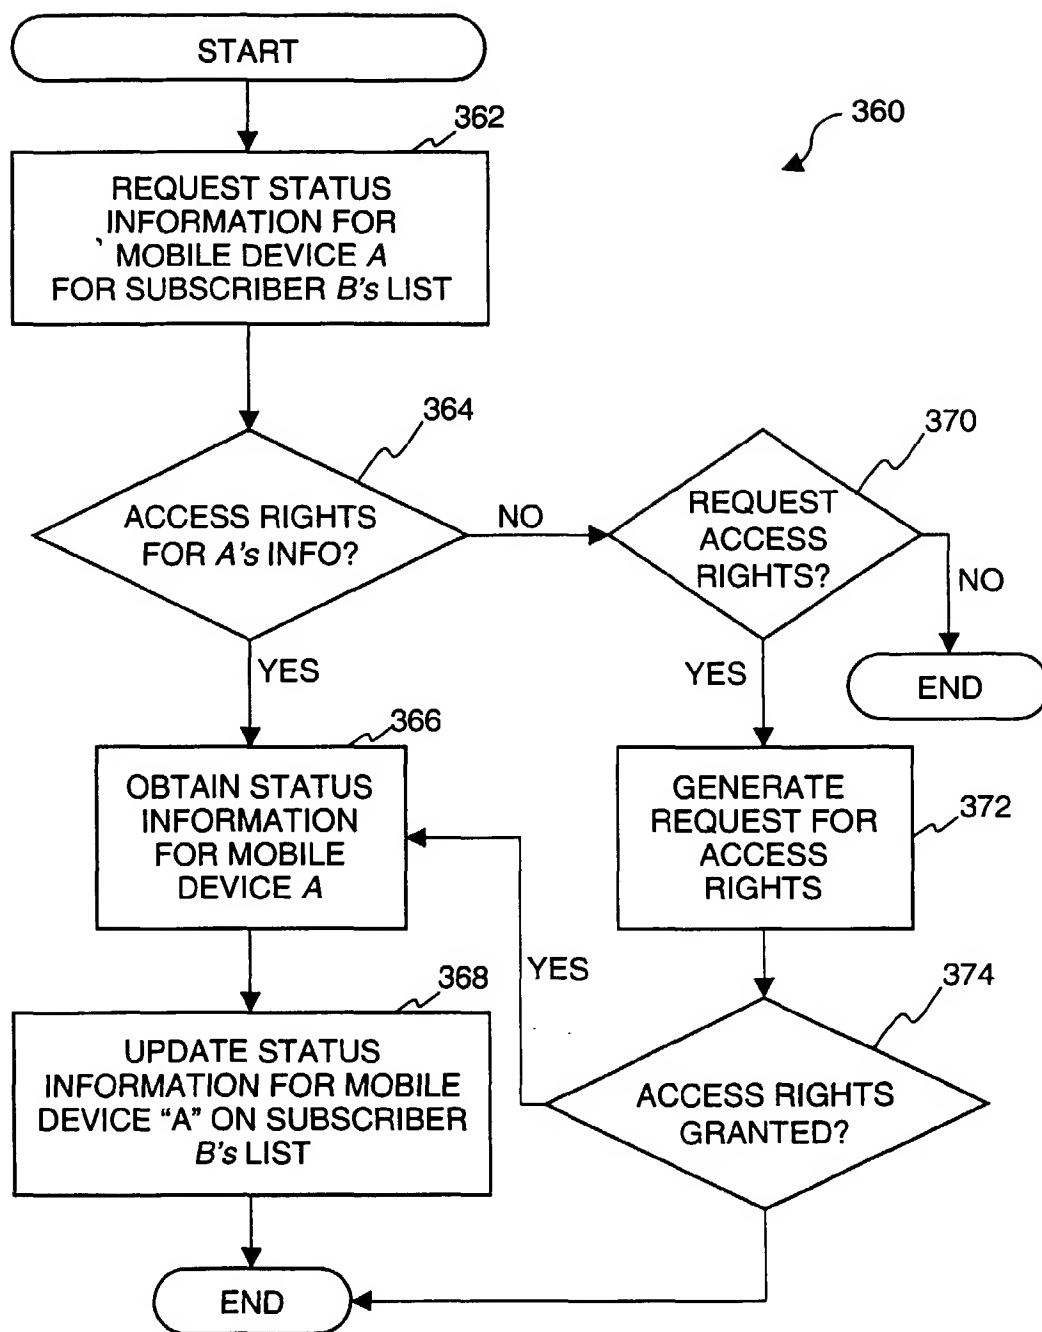 START
360
362
REQUEST STATUS
INFORMATION FOR
MOBILE DEVICE A
FOR SUBSCRIBER B's LIST
364
ACCESS RIGHTS
FOR A's INFO?
NO
370
REQUEST
ACCESS
RIGHTS?
NO
END
YES
YES
366
OBTAIN STATUS
INFORMATION
FOR MOBILE
DEVICE A
GENERATE
REQUEST FOR
ACCESS
RIGHTS
372
YES
368
UPDATE STATUS
INFORMATION FOR MOBILE
DEVICE "A" ON SUBSCRIBER
B's LIST
374
ACCESS RIGHTS
GRANTED?
END